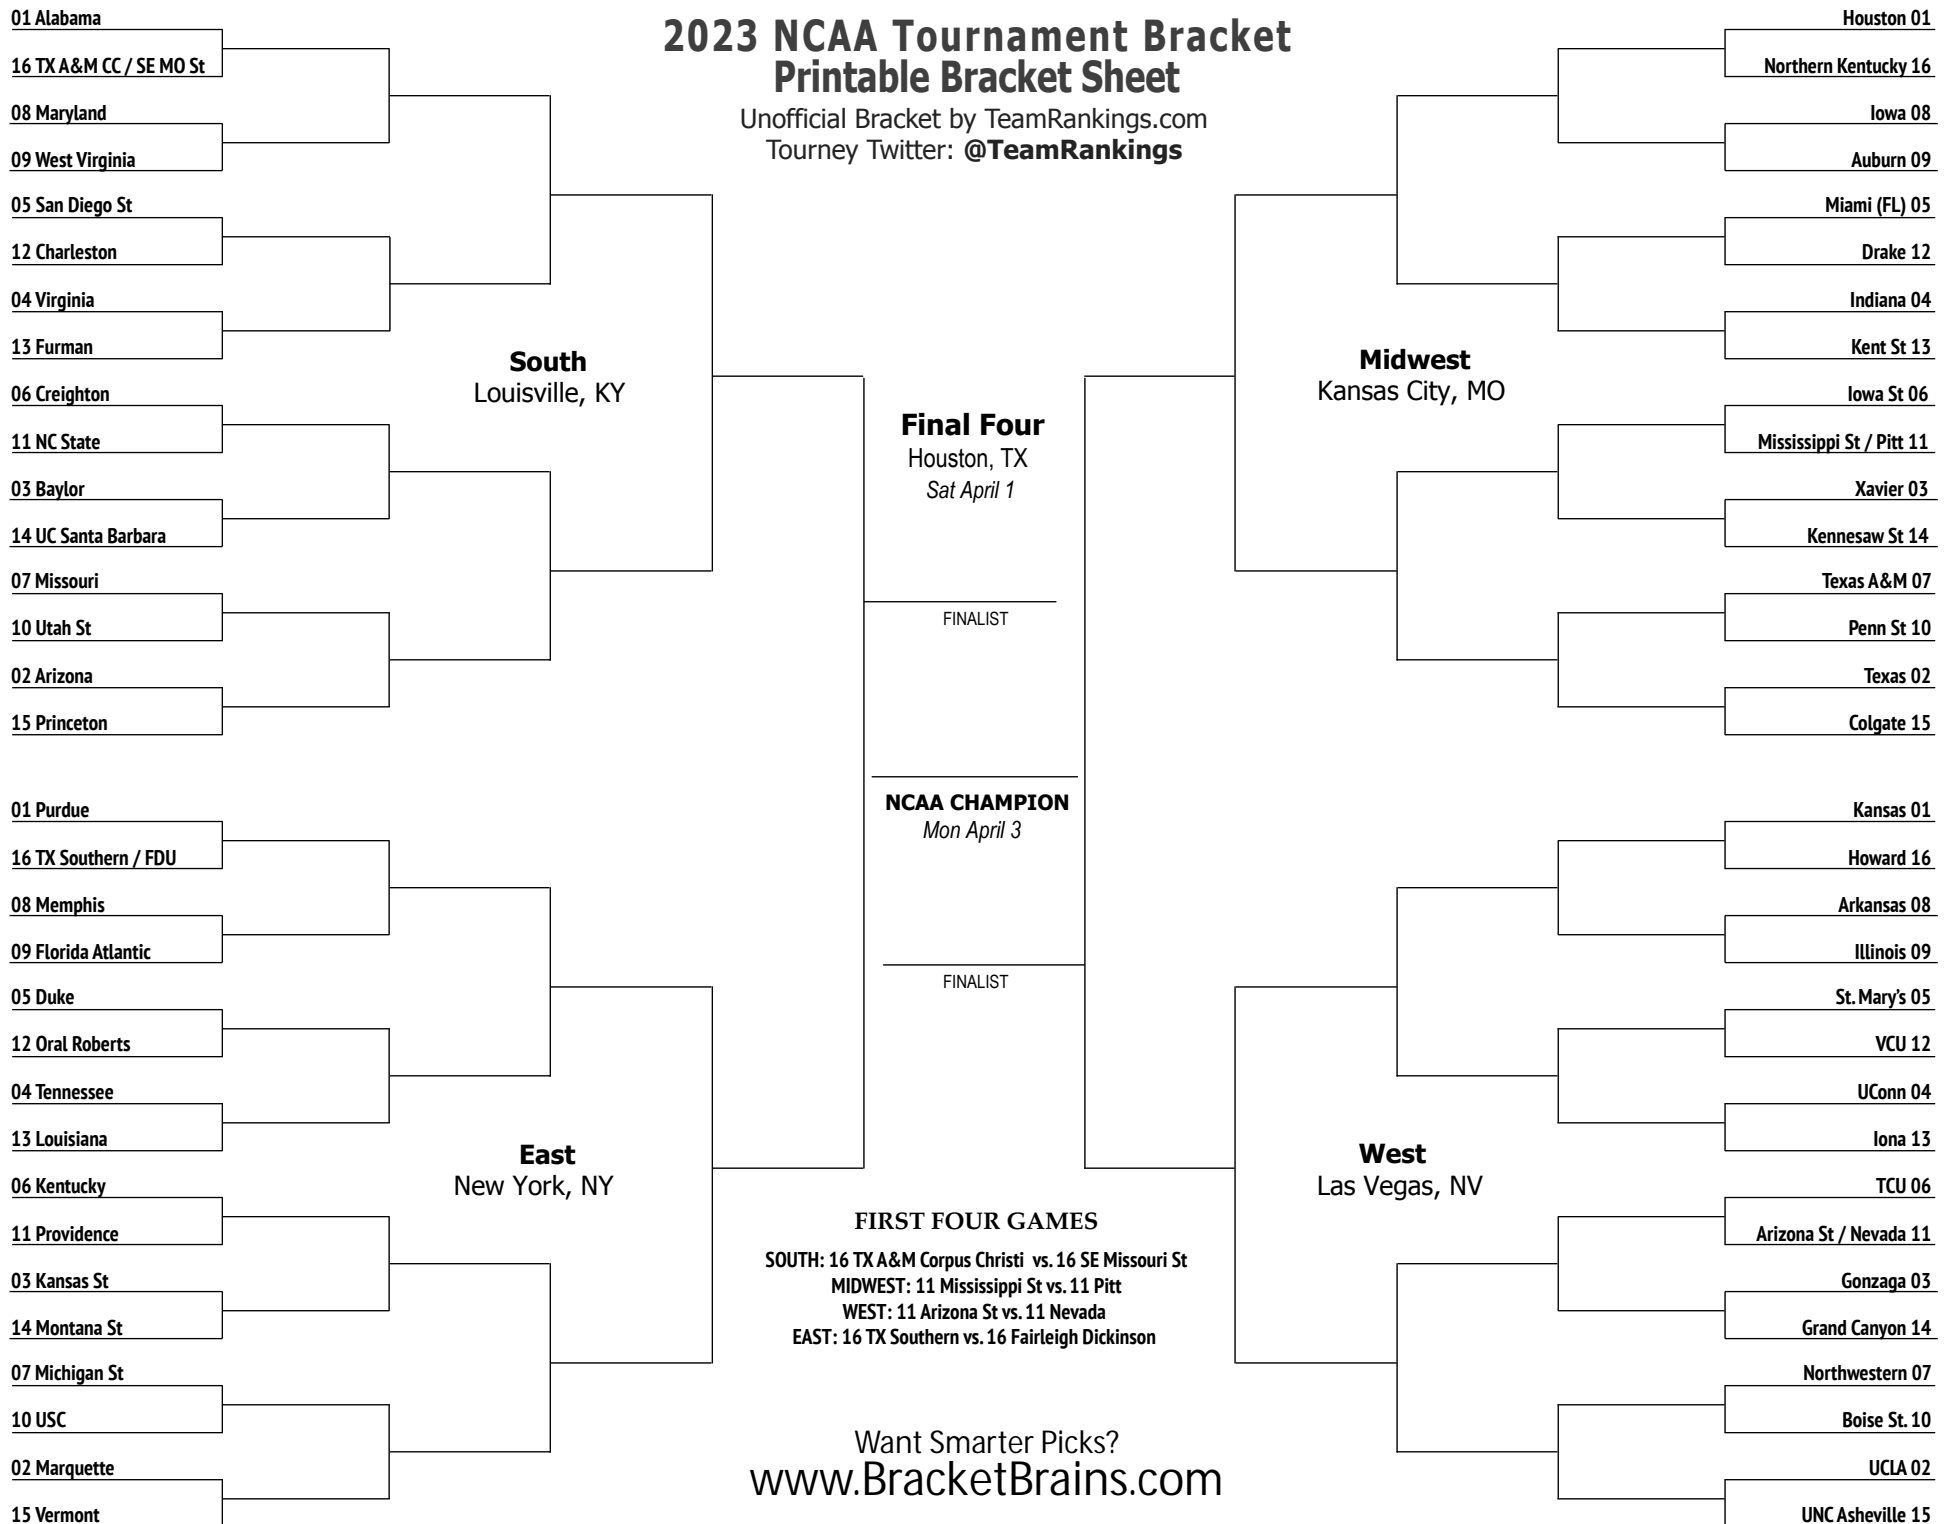 2023 NCAA Tournament Bracket
Printable Bracket Sheet
Unofficial Bracket by TeamRankings.com
Tourney Twitter: @TeamRankings
01 Alabama
16 TX A&M CC / SE MO St
08 Maryland
09 West Virginia
05 San Diego St
12 Charleston
04 Virginia
13 Furman
06 Creighton
11 NC State
03 Baylor
14 UC Santa Barbara
07 Missouri
10 Utah St
02 Arizona
15 Princeton
South
Louisville, KY
01 Purdue
16 TX Southern / FDU
08 Memphis
09 Florida Atlantic
05 Duke
12 Oral Roberts
04 Tennessee
13 Louisiana
06 Kentucky
11 Providence
03 Kansas St
14 Montana St
07 Michigan St
10 USC
02 Marquette
15 Vermont
East
New York, NY
Final Four
Houston, TX
Sat April 1
FINALIST
NCAA CHAMPION
Mon April 3
FINALIST
Houston 01
Northern Kentucky 16
Iowa 08
Auburn 09
Miami (FL) 05
Drake 12
Indiana 04
Kent St 13
Iowa St 06
Mississippi St / Pitt 11
Xavier 03
Kennesaw St 14
Texas A&M 07
Penn St 10
Texas 02
Colgate 15
Midwest
Kansas City, MO
Kansas 01
Howard 16
Arkansas 08
Illinois 09
St. Mary's 05
VCU 12
UConn 04
Iona 13
TCU 06
Arizona St / Nevada 11
Gonzaga 03
Grand Canyon 14
Northwestern 07
Boise St. 10
UCLA 02
UNC Asheville 15
West
Las Vegas, NV
FIRST FOUR GAMES
SOUTH: 16 TX A&M Corpus Christi vs. 16 SE Missouri St
MIDWEST: 11 Mississippi St vs. 11 Pitt
WEST: 11 Arizona St vs. 11 Nevada
EAST: 16 TX Southern vs. 16 Fairleigh Dickinson
Want Smarter Picks?
www.BracketBrains.com